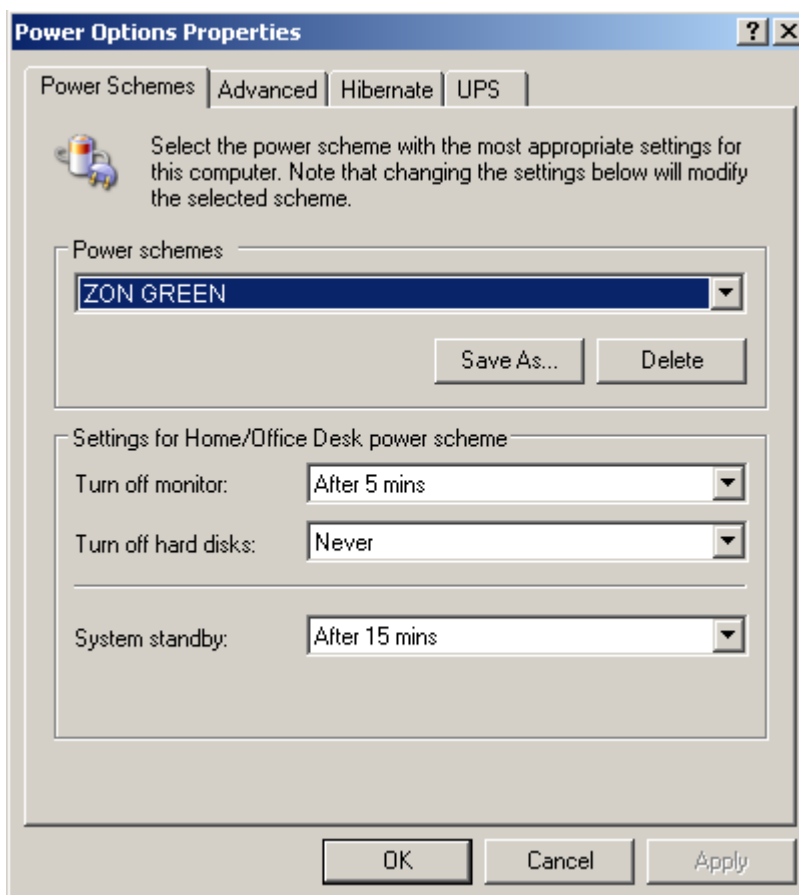 Power Options Properties
Power Schemes Advanced Hibernate UPS
Select the power scheme with the most appropriate settings for
this computer. Note that changing the settings below will modify
the selected scheme.
Power schemes
ZON GREEN
Save As... Delete
Settings for Home/Office Desk power scheme
Turn off monitor: After 5 mins
Turn off hard disks: Never
System standby: After 15 mins
OK Cancel Apply